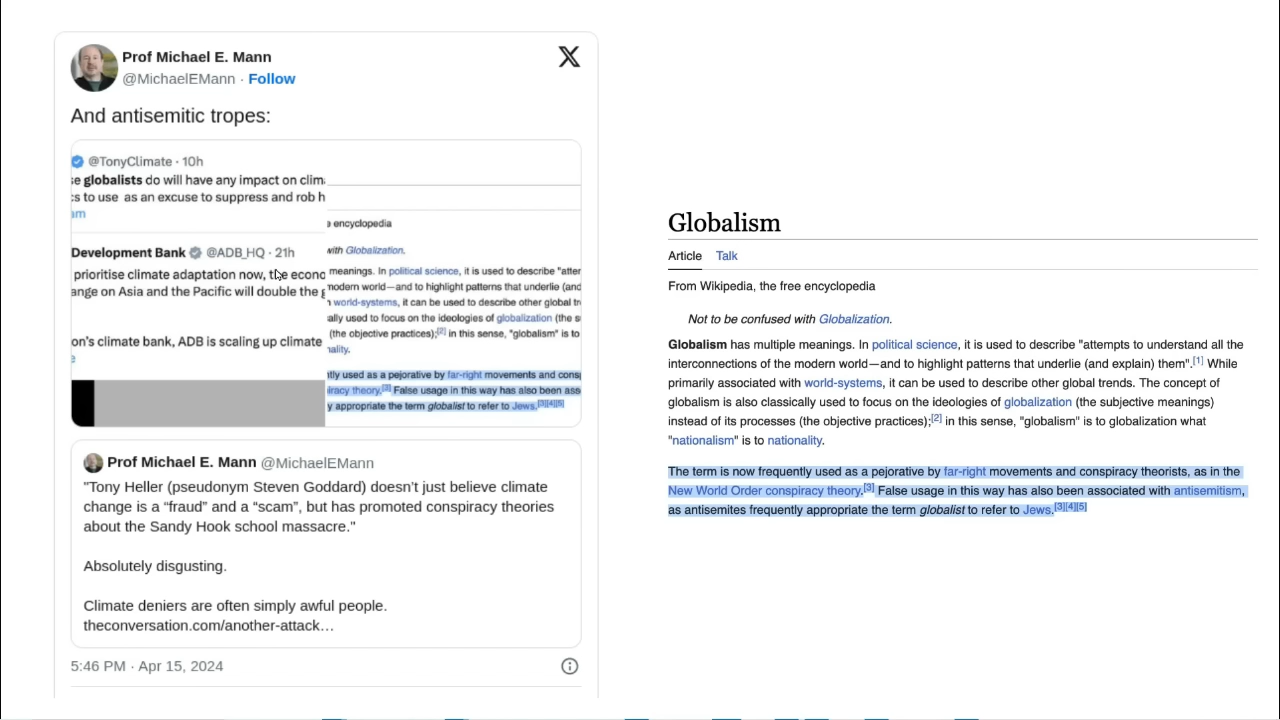 Prof Michael E. Mann
@MichaelEMann · Follow
And antisemitic tropes:
@TonyClimate · 10h
globalists do will have any impact on clim
to use as an excuse to suppress and rob h
Development Bank @ADB_HQ · 21h
prioritise climate adaptation now, the econo
ange on Asia and the Pacific will double the
on's climate bank, ADB is scaling up climate
encyclopedia
with Globalization.
meanings. In political science, it is used to describe "atter
modern world—and to highlight patterns that underlie (and
world-systems, it can be used to describe other global tr
ally used to focus on the ideologies of globalization (the s
(the objective practices);[2] in this sense, "globalism" is to
nality.
tly used as a pejorative by far-right movements and cons
iracy theory.[3] False usage in this way has also been ass
y appropriate the term globalist to refer to Jews.[3][4][5]
Prof Michael E. Mann @MichaelEMann
"Tony Heller (pseudonym Steven Goddard) doesn’t just believe climate
change is a “fraud” and a “scam”, but has promoted conspiracy theories
about the Sandy Hook school massacre."
Absolutely disgusting.
Climate deniers are often simply awful people.
theconversation.com/another-attack…
5:46 PM · Apr 15, 2024
Globalism
Article Talk
From Wikipedia, the free encyclopedia
Not to be confused with Globalization.
Globalism has multiple meanings. In political science, it is used to describe "attempts to understand all the
interconnections of the modern world—and to highlight patterns that underlie (and explain) them".[1] While
primarily associated with world-systems, it can be used to describe other global trends. The concept of
globalism is also classically used to focus on the ideologies of globalization (the subjective meanings)
instead of its processes (the objective practices);[2] in this sense, "globalism" is to globalization what
"nationalism" is to nationality.
The term is now frequently used as a pejorative by far-right movements and conspiracy theorists, as in the
New World Order conspiracy theory.[3] False usage in this way has also been associated with antisemitism,
as antisemites frequently appropriate the term globalist to refer to Jews.[3][4][5]